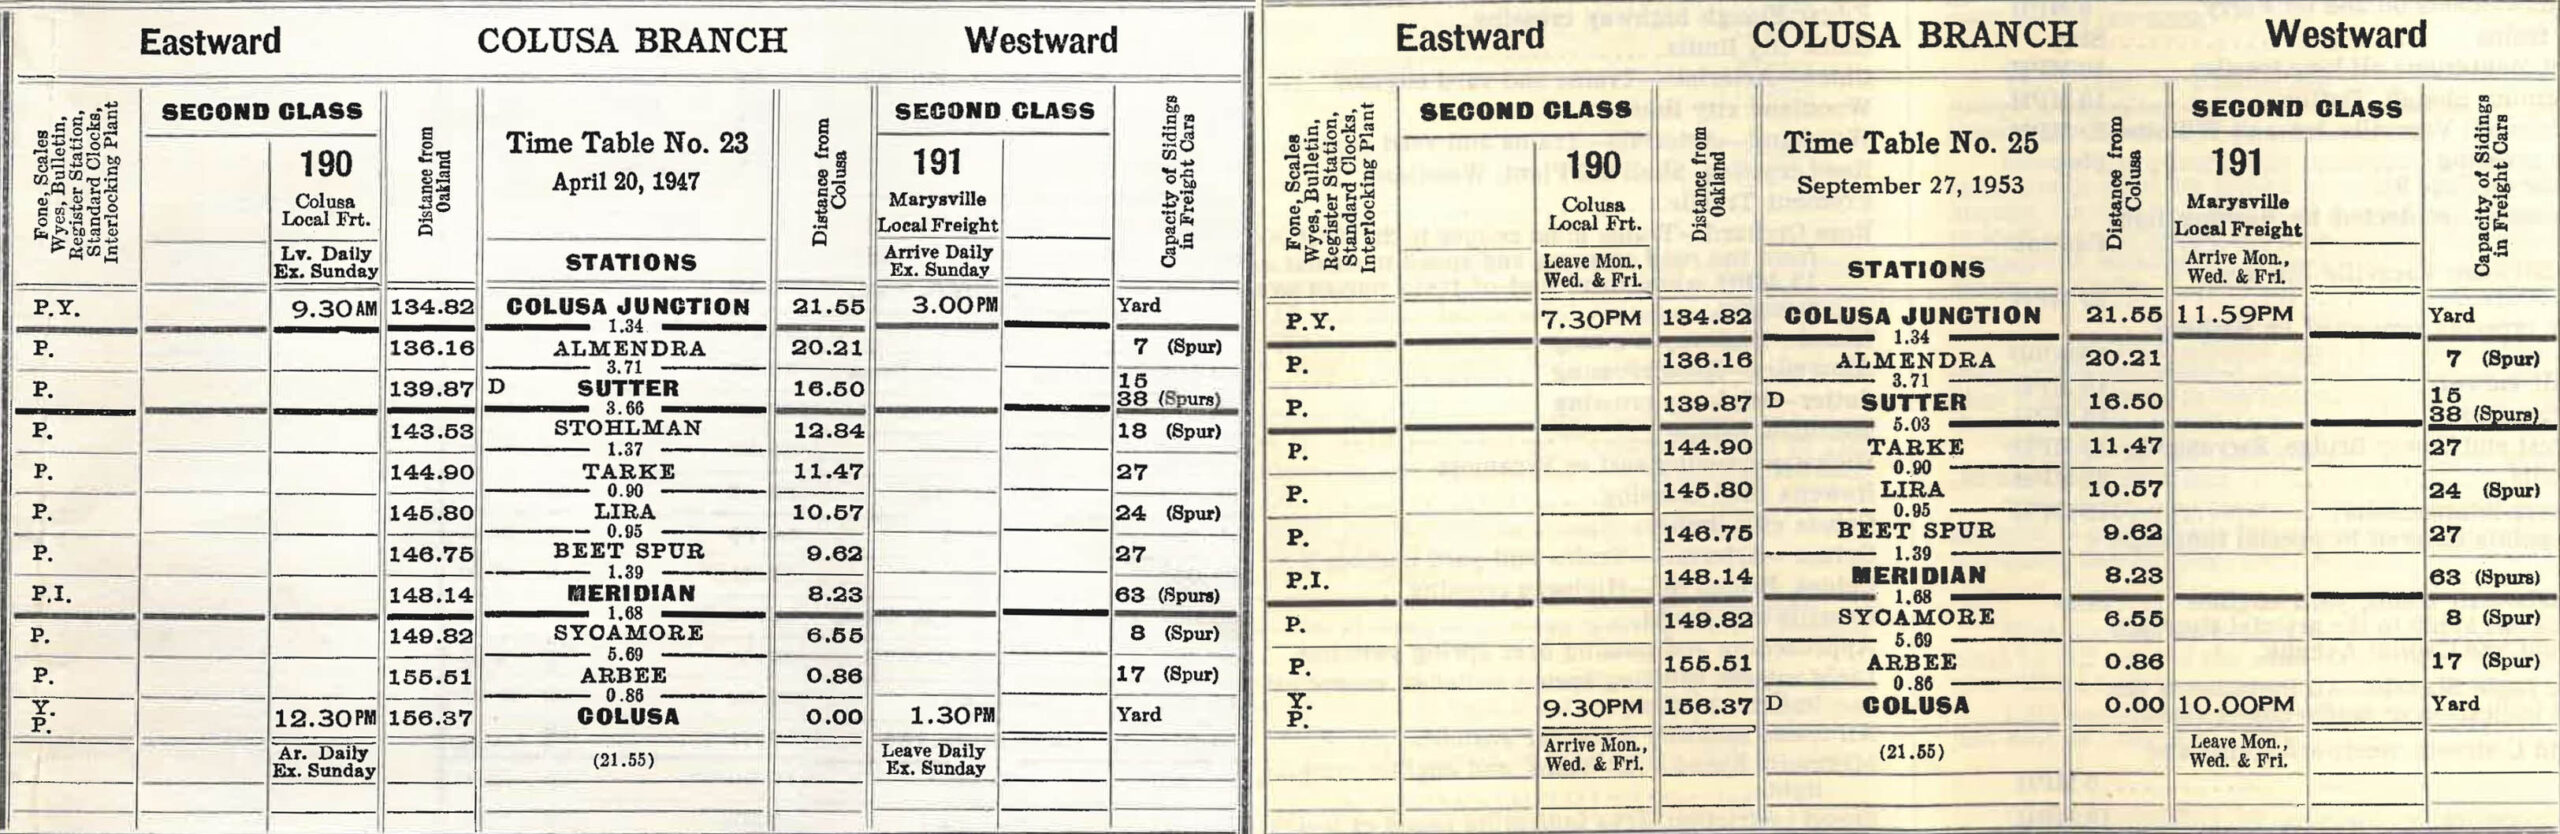 Eastward COLUSA BRANCH Westward
Fone, Scales
Wyes, Bulletin,
Register Station,
Standard Clocks,
Interlocking Plant
SECOND CLASS
190
Colusa
Local Frt.
Lv. Daily
Ex. Sunday
Distance from
Oakland
Time Table No. 23
April 20, 1947
STATIONS
Distance from
Colusa
SECOND CLASS
191
Marysville
Local Freight
Arrive Daily
Ex. Sunday
Capacity of Sidings
in Freight Cars
P.Y. 9.30AM 134.82 COLUSA JUNCTION 21.55 3.00PM Yard
1.34
P. 136.16 ALMENDRA 20.21 7 (Spur)
3.71
P. 139.87 D SUTTER 16.50 15
38 (Spurs)
3.66
P. 143.53 STOHLMAN 12.84 18 (Spur)
1.37
P. 144.90 TARKE 11.47 27
0.90
P. 145.80 LIRA 10.57 24 (Spur)
0.95
P. 146.75 BEET SPUR 9.62 27
1.39
P.I. 148.14 MERIDIAN 8.23 63 (Spurs)
1.68
P. 149.82 SYCAMORE 6.55 8 (Spur)
5.69
P. 155.51 ARBEE 0.86 17 (Spur)
0.86
Y.
P. 12.30PM 156.37 COLUSA 0.00 1.30PM Yard
Ar. Daily
Ex. Sunday
(21.55)
Leave Daily
Ex. Sunday
Eastward COLUSA BRANCH Westward
Fone, Scales
Wyes, Bulletin,
Register Station,
Standard Clocks,
Interlocking Plant
SECOND CLASS
190
Colusa
Local Frt.
Leave Mon.,
Wed. & Fri.
Distance from
Oakland
Time Table No. 25
September 27, 1953
STATIONS
Distance from
Colusa
SECOND CLASS
191
Marysville
Local Freight
Arrive Mon.,
Wed. & Fri.
Capacity of Sidings
in Freight Cars
P.Y. 7.30PM 134.82 COLUSA JUNCTION 21.55 11.59PM Yard
1.34
P. 136.16 ALMENDRA 20.21 7 (Spur)
3.71
P. 139.87 D SUTTER 16.50 15
38 (Spurs)
5.03
P. 144.90 TARKE 11.47 27
0.90
P. 145.80 LIRA 10.57 24 (Spur)
0.95
P. 146.75 BEET SPUR 9.62 27
1.39
P.I. 148.14 MERIDIAN 8.23 63 (Spurs)
1.68
P. 149.82 SYCAMORE 6.55 8 (Spur)
5.69
P. 155.51 ARBEE 0.86 17 (Spur)
0.86
Y.
P. 9.30PM 156.37 D COLUSA 0.00 10.00PM Yard
Arrive Mon.,
Wed. & Fri.
(21.55)
Leave Mon.,
Wed. & Fri.